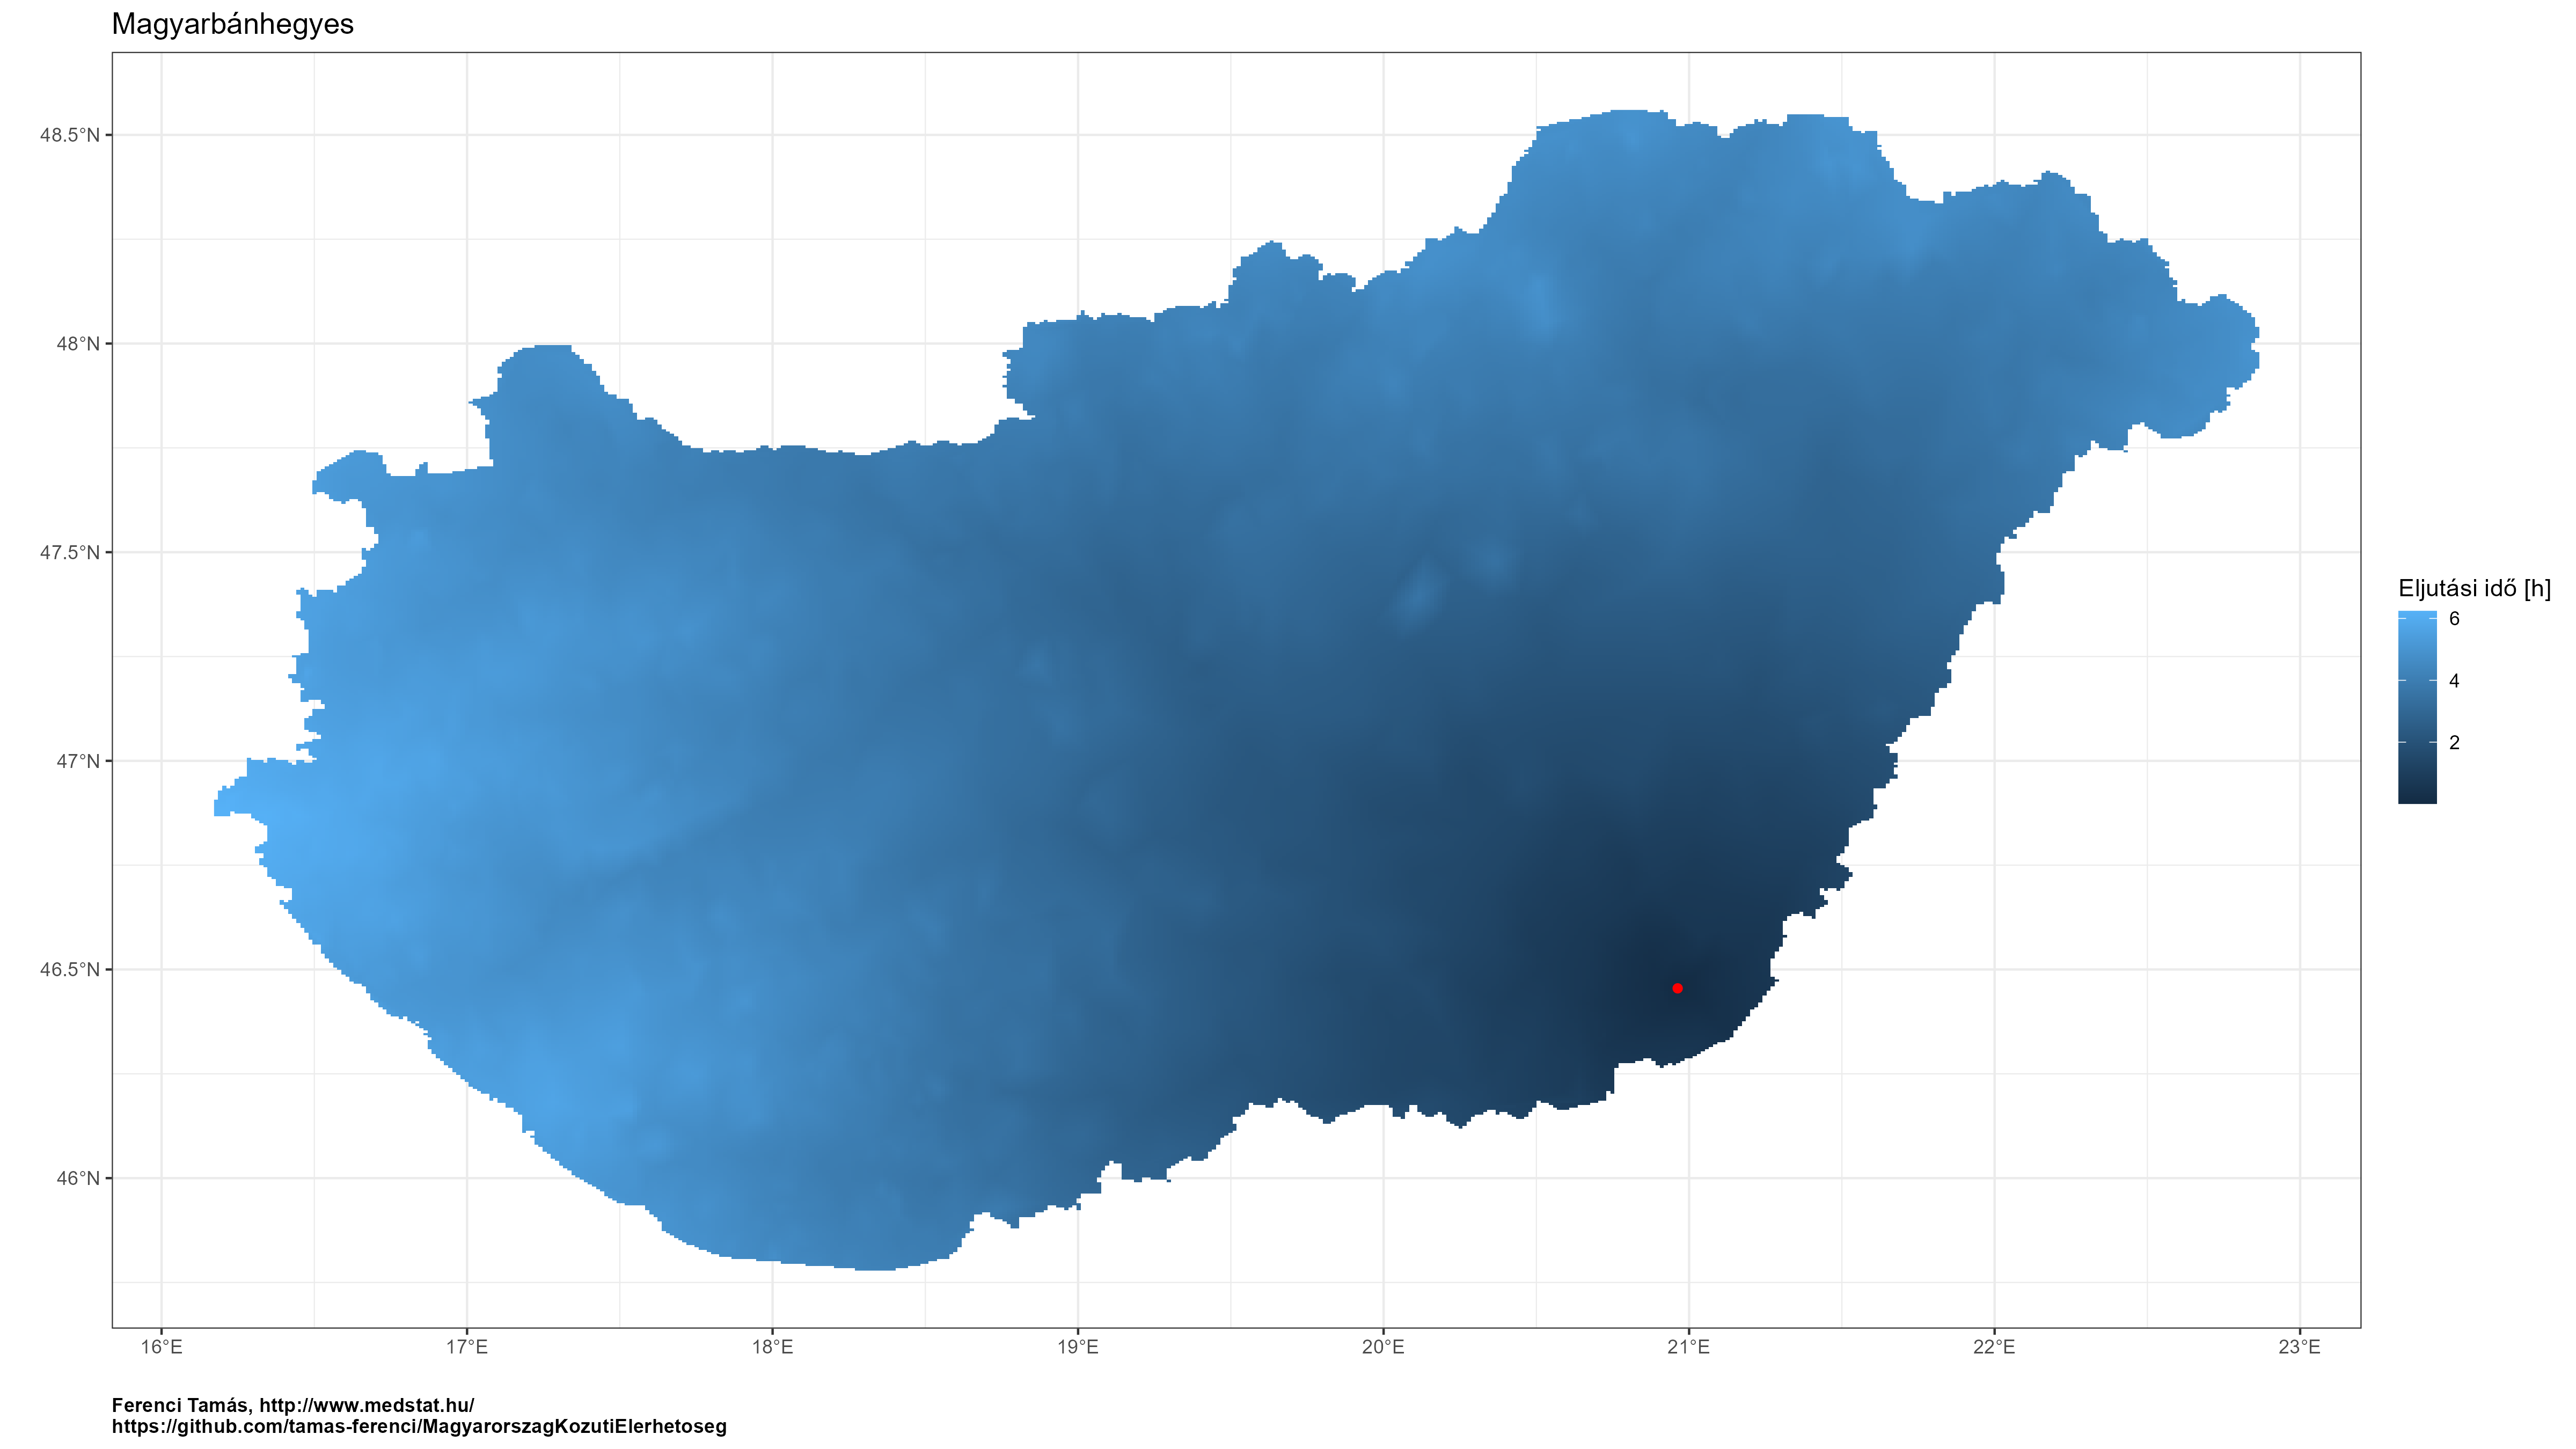 Magyarbánhegyes
48.5°N
48°N
47.5°N
47°N
46.5°N
46°N
16°E 17°E 18°E 19°E 20°E 21°E 22°E 23°E
Eljutási idő [h]
6
4
2
Ferenci Tamás, http://www.medstat.hu/
https://github.com/tamas-ferenci/MagyarorszagKozutiElerhetoseg